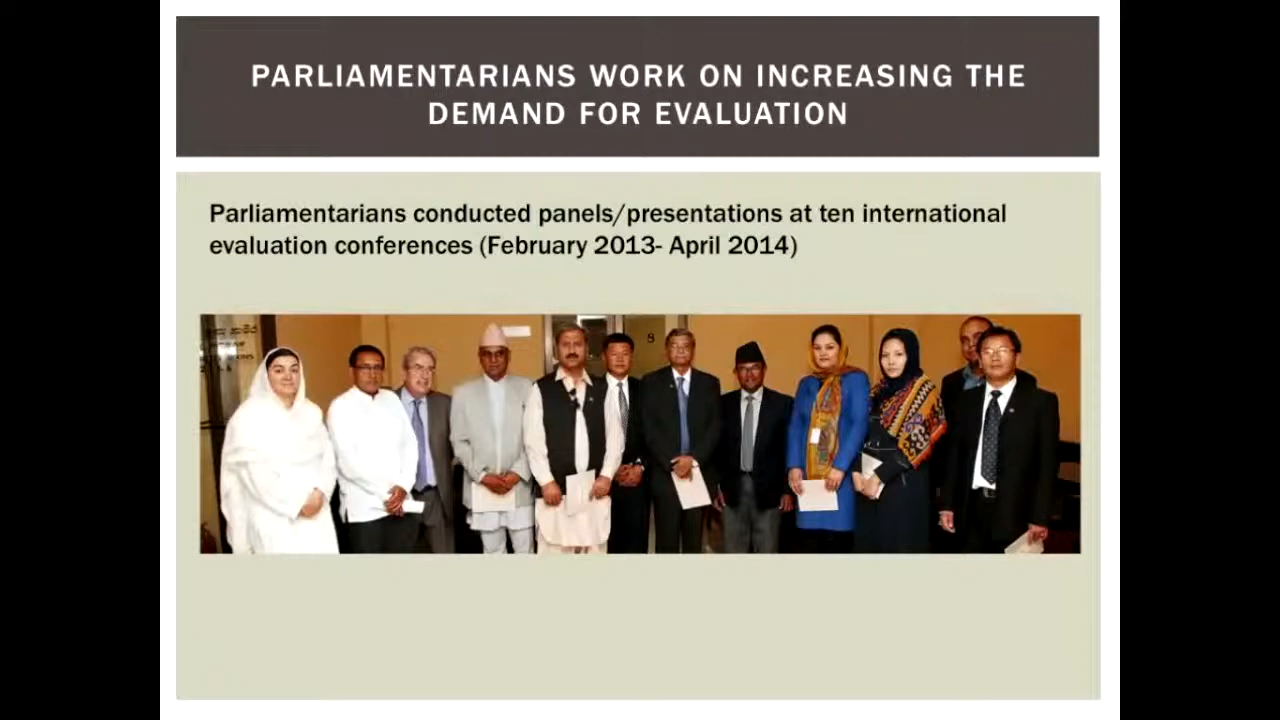 PARLIAMENTARIANS WORK ON INCREASING THE
DEMAND FOR EVALUATION
Parliamentarians conducted panels/presentations at ten international
evaluation conferences (February 2013- April 2014)
8